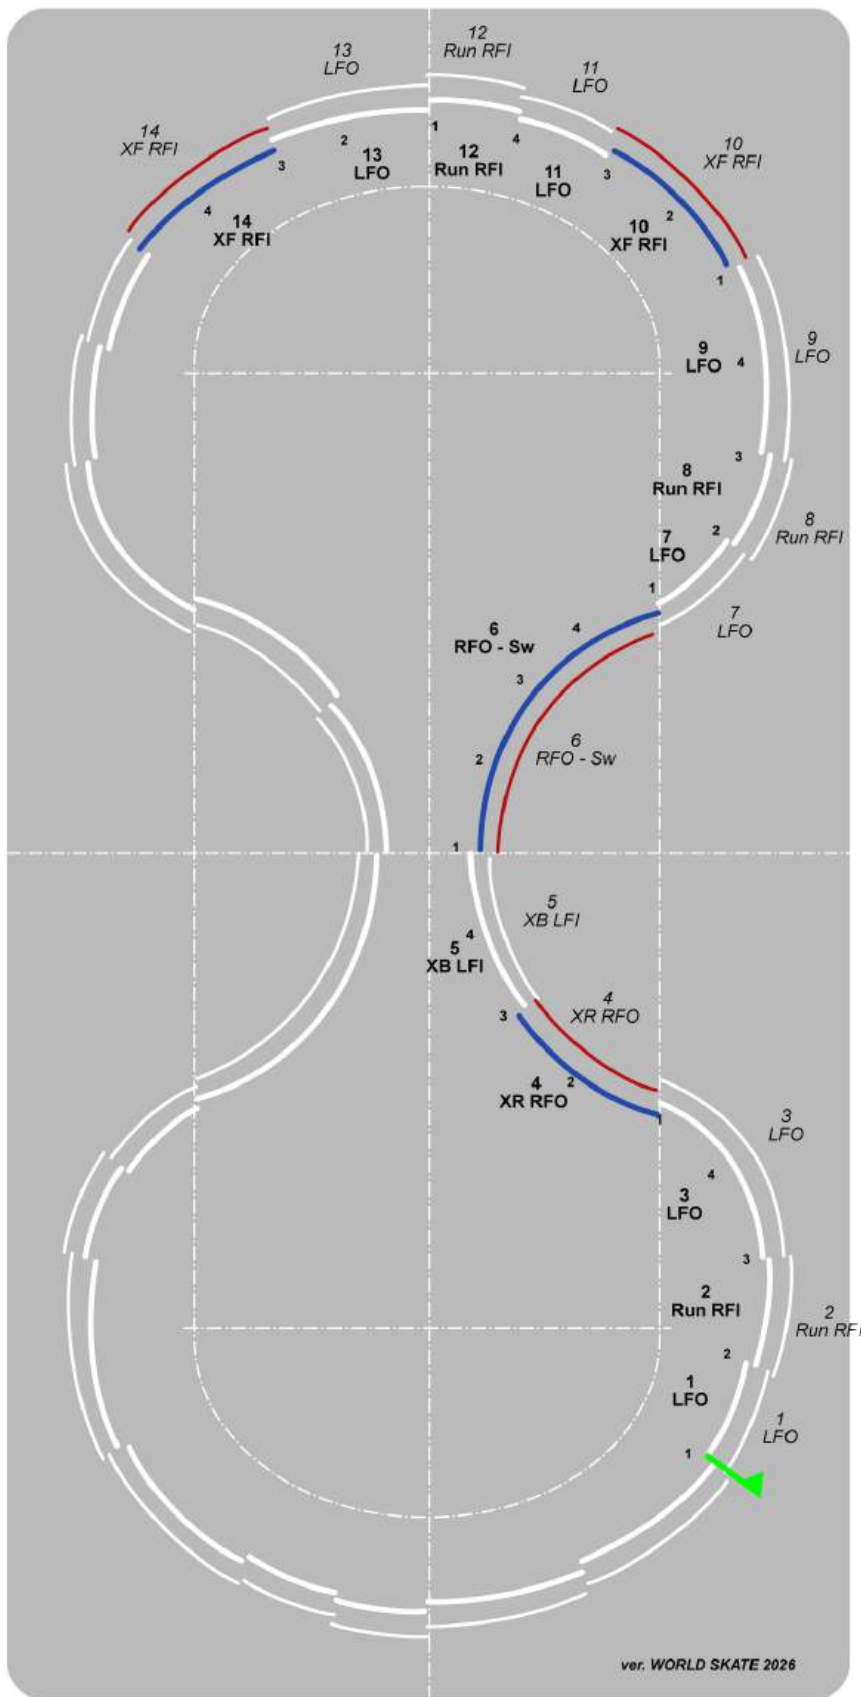 12
Run RFI
13
LFO
11
LFO
14
XF RFI
10
XF RFI
2
1
4
3
13
LFO
12
Run RFI
11
LFO
3
4
14
XF RFI
2
10
XF RFI
1
9
LFO
9
LFO
4
3
8
Run RFI
8
Run RFI
2
7
LFO
1
7
LFO
6
RFO - Sw
4
3
2
6
RFO - Sw
1
5
XB LFI
4
5
XB LFI
4
XR RFO
3
2
4
XR RFO
1
3
LFO
4
3
LFO
3
2
Run RFI
2
Run RFI
2
1
LFO
1
LFO
1
ver. WORLD SKATE 2026